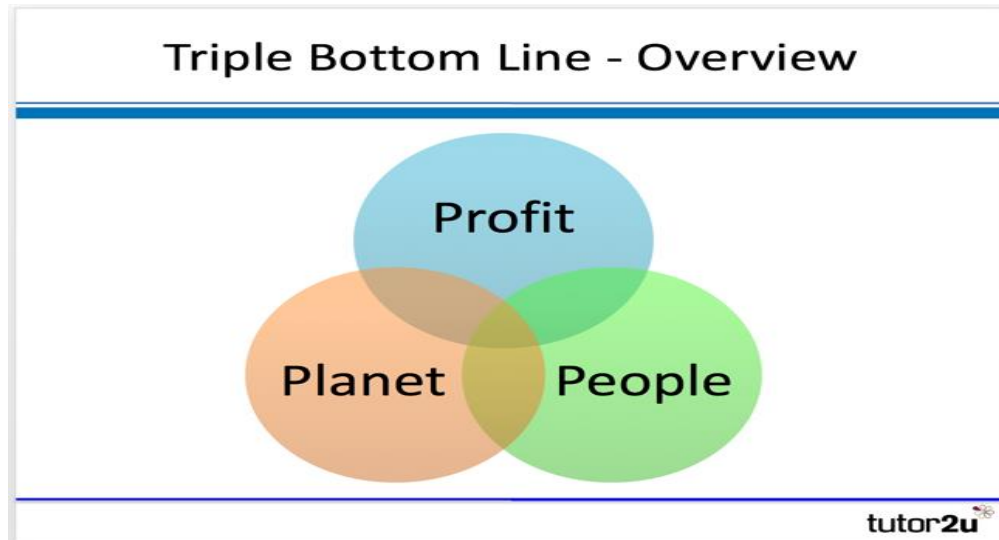 Triple Bottom Line - Overview
Profit
Planet
People
tutor2u